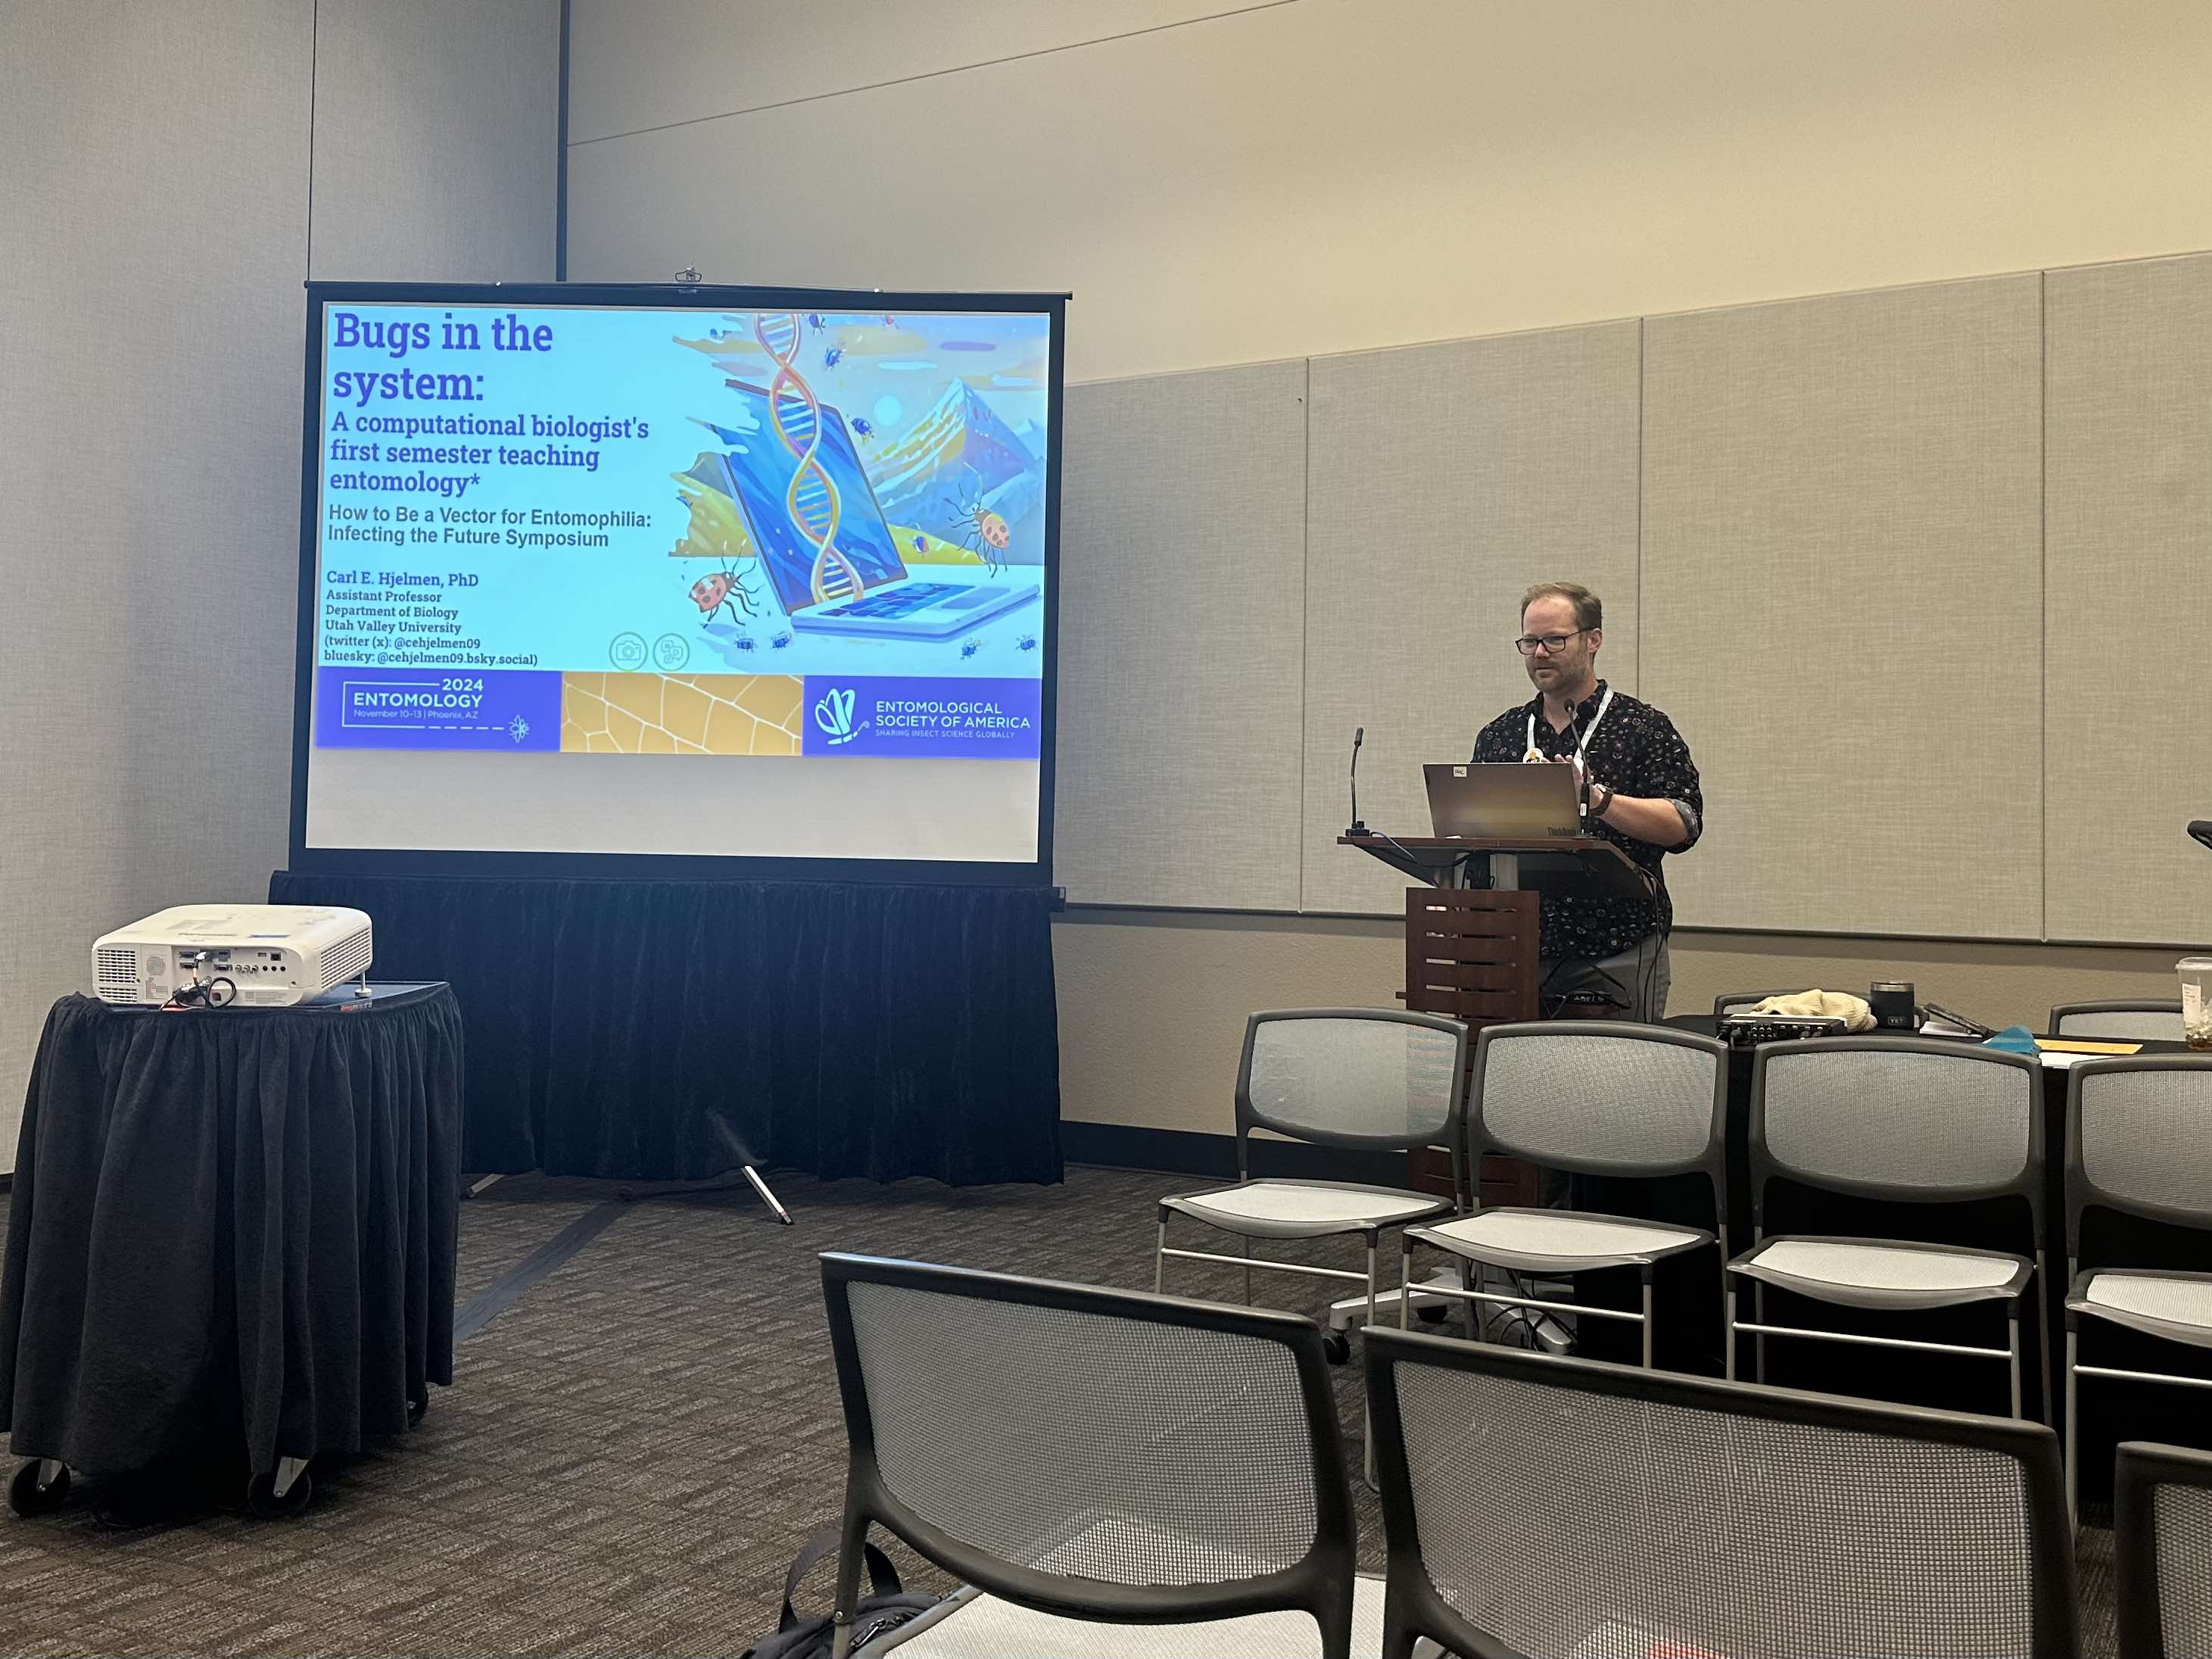 Bugs in the
system:
A computational biologist's
first semester teaching
entomology*
How to Be a Vector for Entomophilia:
Infecting the Future Symposium
Carl E. Hjelmen, PhD
Assistant Professor
Department of Biology
Utah Valley University
(twitter (x): @cehjelmen09
bluesky: @cehjelmen09.bsky.social)
2024
ENTOMOLOGY
November 10-13 | Phoenix, AZ
ENTOMOLOGICAL
SOCIETY OF AMERICA
SHARING INSECT SCIENCE GLOBALLY
ThinkBook
YETI